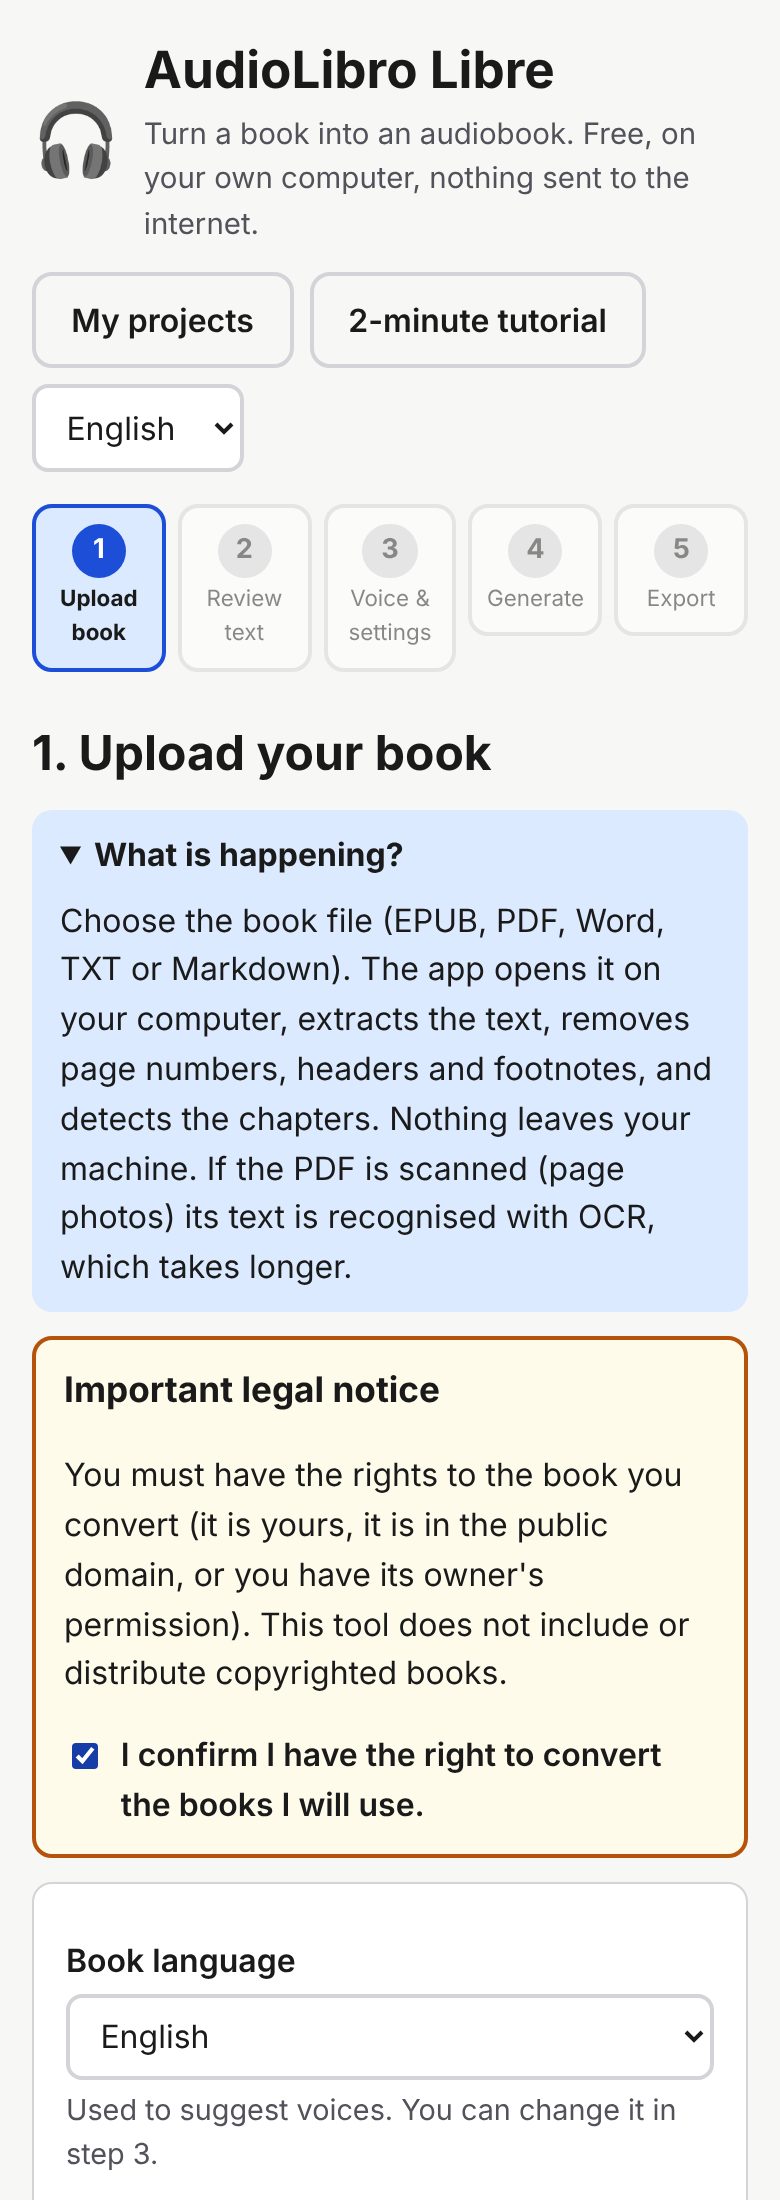 AudioLibro Libre
Turn a book into an audiobook. Free, on
your own computer, nothing sent to the
internet.
My projects
2-minute tutorial
English
1
Upload
book
2
Review
text
3
Voice &
settings
4
Generate
5
Export
1. Upload your book
▼ What is happening?
Choose the book file (EPUB, PDF, Word,
TXT or Markdown). The app opens it on
your computer, extracts the text, removes
page numbers, headers and footnotes, and
detects the chapters. Nothing leaves your
machine. If the PDF is scanned (page
photos) its text is recognised with OCR,
which takes longer.
Important legal notice
You must have the rights to the book you
convert (it is yours, it is in the public
domain, or you have its owner's
permission). This tool does not include or
distribute copyrighted books.
I confirm I have the right to convert
the books I will use.
Book language
English
Used to suggest voices. You can change it in
step 3.